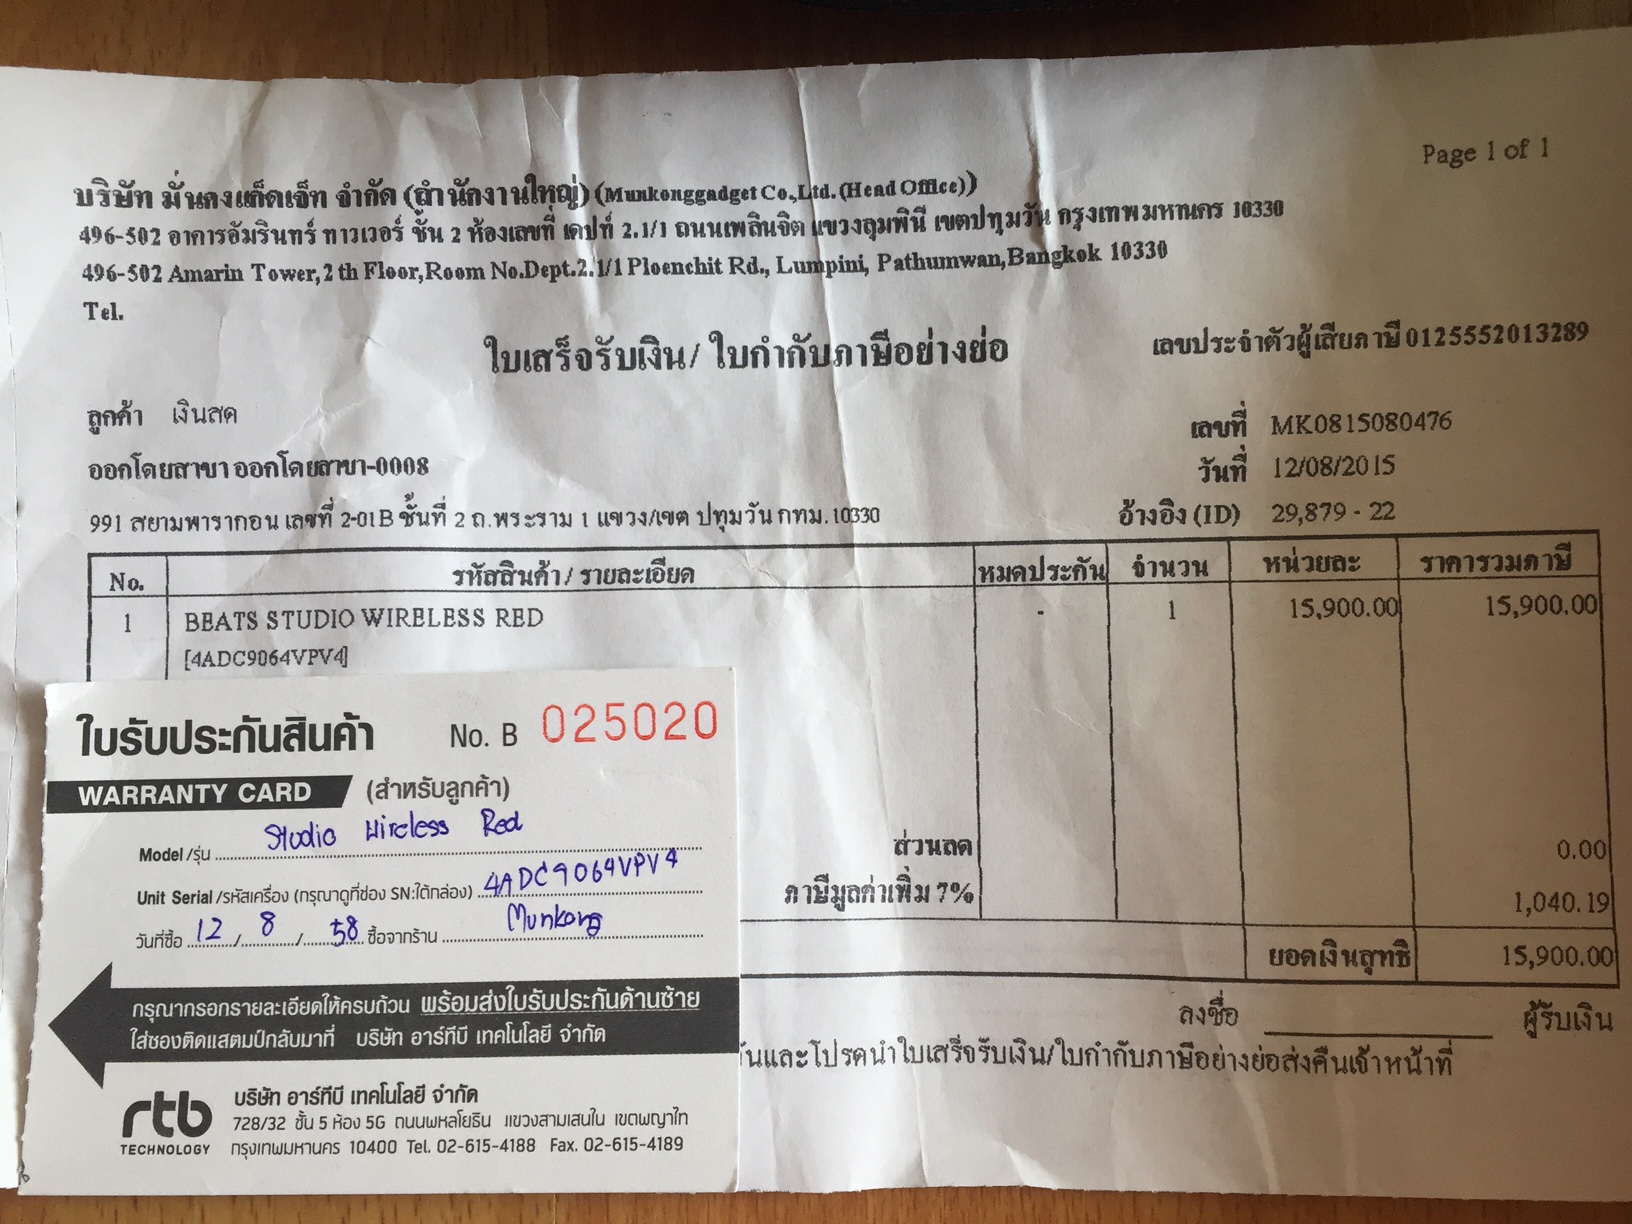 Page 1 of 1
บริษัท มั่นคงแก็ดเจ็ท จำกัด (สำนักงานใหญ่) (Munkonggadget Co.,Ltd. (Head Office))
496-502 อาคารอัมรินทร์ ทาวเวอร์ ชั้น 2 ห้องเลขที่ เดปท์ 2.1/1 ถนนเพลินจิต แขวงลุมพินี เขตปทุมวัน กรุงเทพมหานคร 10330
496-502 Amarin Tower,2 th Floor,Room No.Dept.2.1/1 Ploenchit Rd., Lumpini, Pathumwan,Bangkok 10330
Tel.
ใบเสร็จรับเงิน/ ใบกำกับภาษีอย่างย่อ
เลขประจำตัวผู้เสียภาษี 0125552013289
ลูกค้า เงินสด
เลขที่ MK0815080476
ออกโดยสาขา ออกโดยสาขา-0008
วันที่ 12/08/2015
991 สยามพารากอน เลขที่ 2-01B ชั้นที่ 2 ถ.พระราม 1 แขวง/เขต ปทุมวัน กทม. 10330
อ้างอิง (ID) 29,879 - 22
No. รหัสสินค้า / รายละเอียด หมดประกัน จำนวน หน่วยละ ราคารวมภาษี
1 BEATS STUDIO WIRELESS RED - 1 15,900.00 15,900.00
[4ADC9064VPV4]
ส่วนลด 0.00
ภาษีมูลค่าเพิ่ม 7% 1,040.19
ยอดเงินสุทธิ 15,900.00
ลงชื่อ ผู้รับเงิน
นและโปรดนำใบเสร็จรับเงิน/ใบกำกับภาษีอย่างย่อส่งคืนเจ้าหน้าที่
ใบรับประกันสินค้า No. B 025020
WARRANTY CARD (สำหรับลูกค้า)
Model /รุ่น Studio Wireless Red
Unit Serial /รหัสเครื่อง (กรุณาดูที่ช่อง SN:ใต้กล่อง) 4ADC9064VPV4
วันที่ซื้อ 12 / 8 / 58 ซื้อจากร้าน Munkong
กรุณากรอกรายละเอียดให้ครบถ้วน พร้อมส่งใบรับประกันด้านซ้าย
ใส่ซองติดแสตมป์กลับมาที่ บริษัท อาร์ทีบี เทคโนโลยี จำกัด
rtb
TECHNOLOGY
บริษัท อาร์ทีบี เทคโนโลยี จำกัด
728/32 ชั้น 5 ห้อง 5G ถนนพหลโยธิน แขวงสามเสนใน เขตพญาไท
กรุงเทพมหานคร 10400 Tel. 02-615-4188 Fax. 02-615-4189